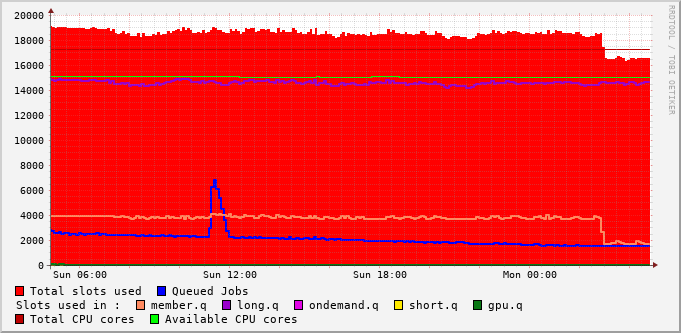 20000
18000
16000
14000
12000
10000
8000
6000
4000
2000
0
Sun 06:00 Sun 12:00 Sun 18:00 Mon 00:00
RRDTOOL / TOBI OETIKER
Total slots used Queued Jobs
Slots used in : member.q long.q ondemand.q short.q gpu.q
Total CPU cores Available CPU cores